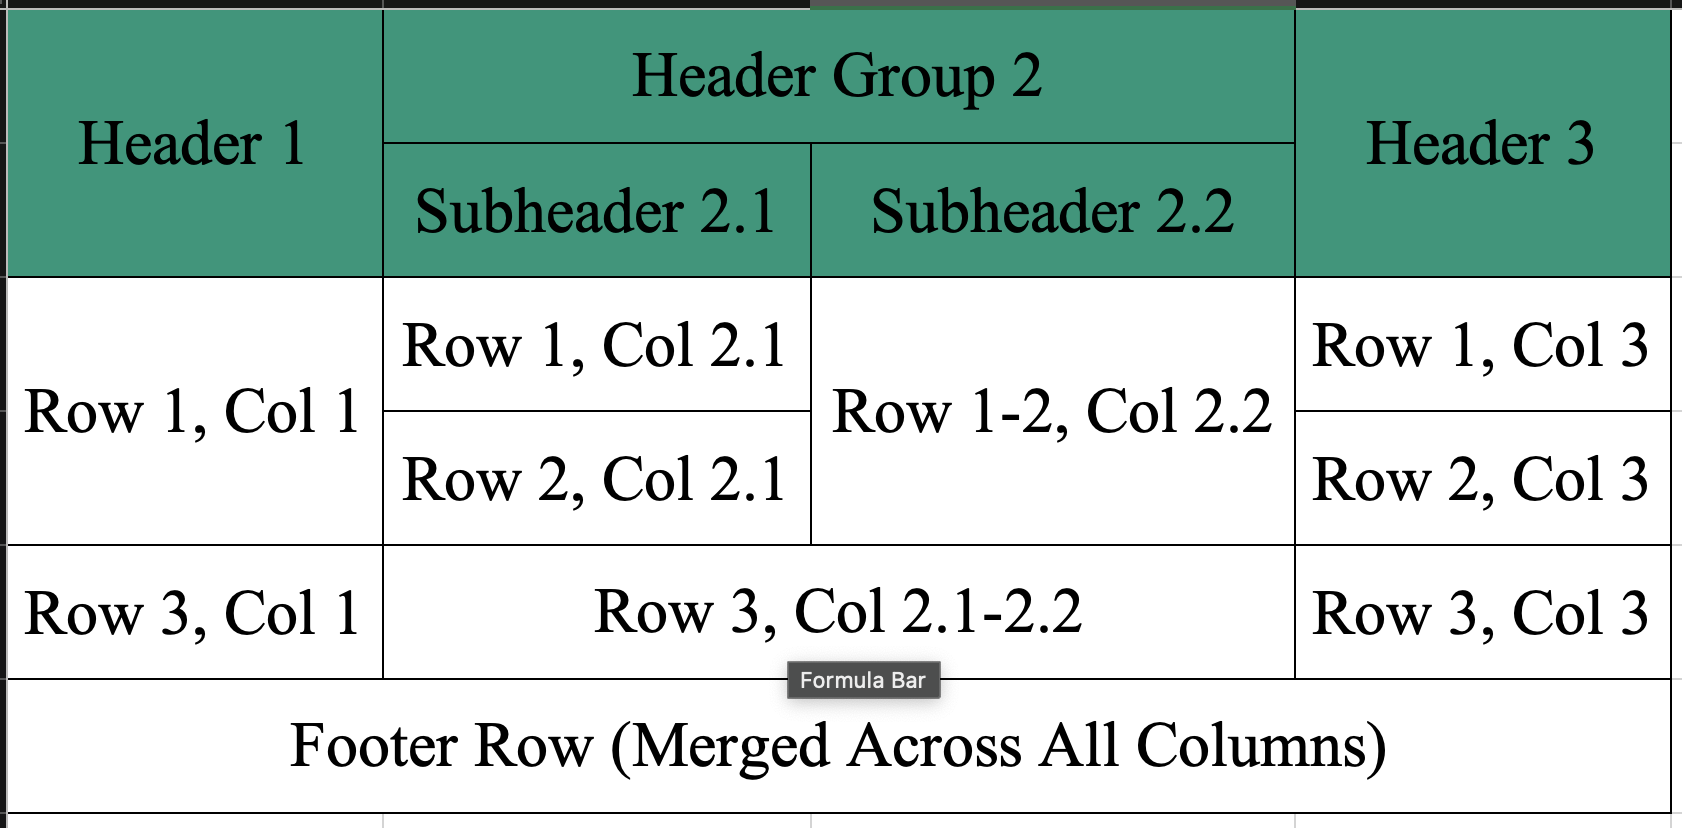 Header Group 2
Header 1
Header 3
Subheader 2.1
Subheader 2.2
Row 1, Col 2.1
Row 1, Col 3
Row 1, Col 1
Row 1-2, Col 2.2
Row 2, Col 2.1
Row 2, Col 3
Row 3, Col 1
Row 3, Col 2.1-2.2
Row 3, Col 3
Formula Bar
Footer Row (Merged Across All Columns)